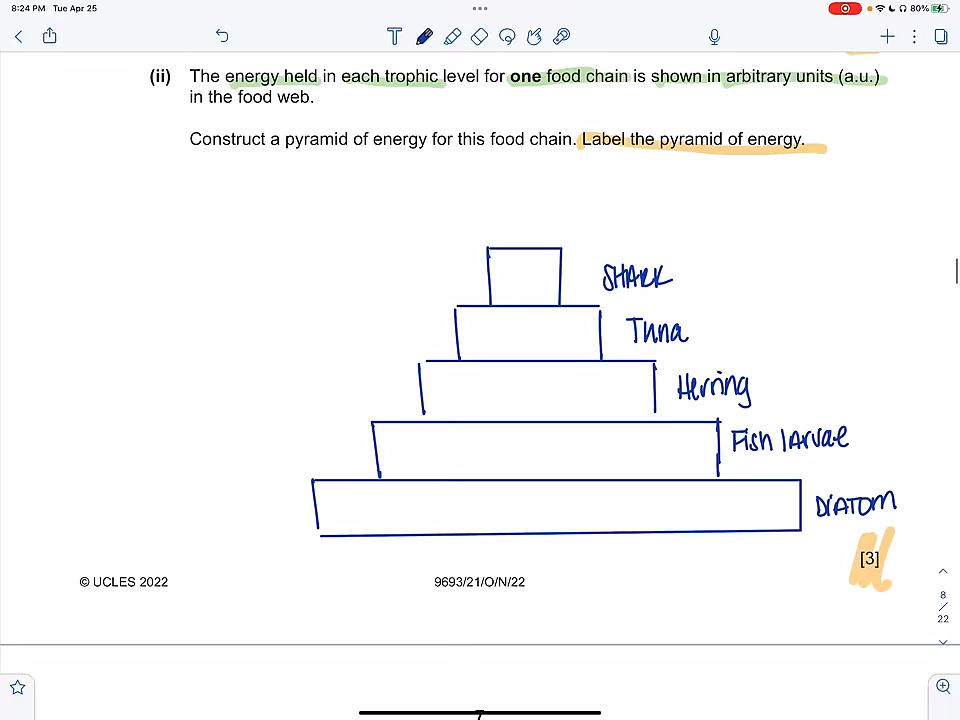 8:24 PM Tue Apr 25
80%
(ii) The energy held in each trophic level for one food chain is shown in arbitrary units (a.u.)
in the food web.
Construct a pyramid of energy for this food chain. Label the pyramid of energy.
SHARK
Tuna
Herring
Fish larvae
DiATOM
[3]
© UCLES 2022 9693/21/O/N/22
8
/
22
7